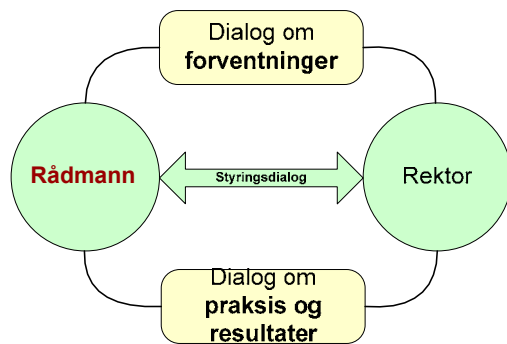 Dialog om
forventninger
Rådmann
Styringsdialog
Rektor
Dialog om
praksis og
resultater